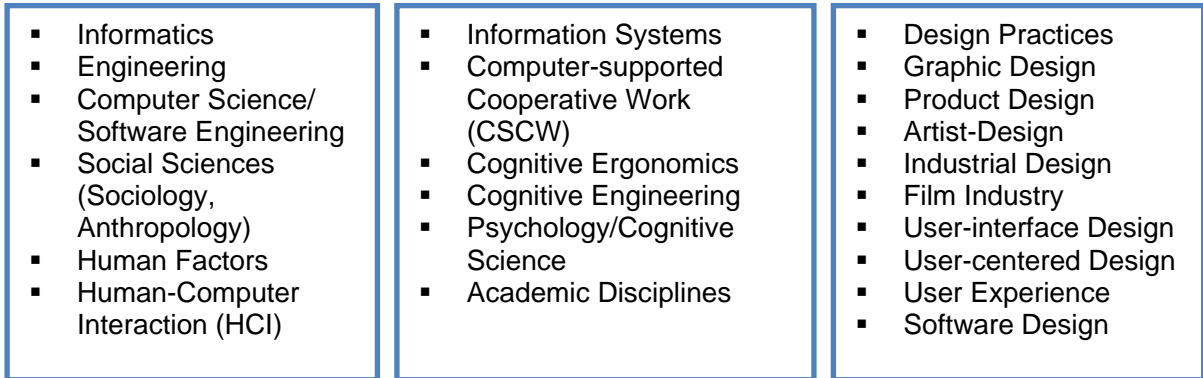 ▪ Informatics
▪ Engineering
▪ Computer Science/
Software Engineering
▪ Social Sciences
(Sociology,
Anthropology)
▪ Human Factors
▪ Human-Computer
Interaction (HCI)
▪ Information Systems
▪ Computer-supported
Cooperative Work
(CSCW)
▪ Cognitive Ergonomics
▪ Cognitive Engineering
▪ Psychology/Cognitive
Science
▪ Academic Disciplines
▪ Design Practices
▪ Graphic Design
▪ Product Design
▪ Artist-Design
▪ Industrial Design
▪ Film Industry
▪ User-interface Design
▪ User-centered Design
▪ User Experience
▪ Software Design